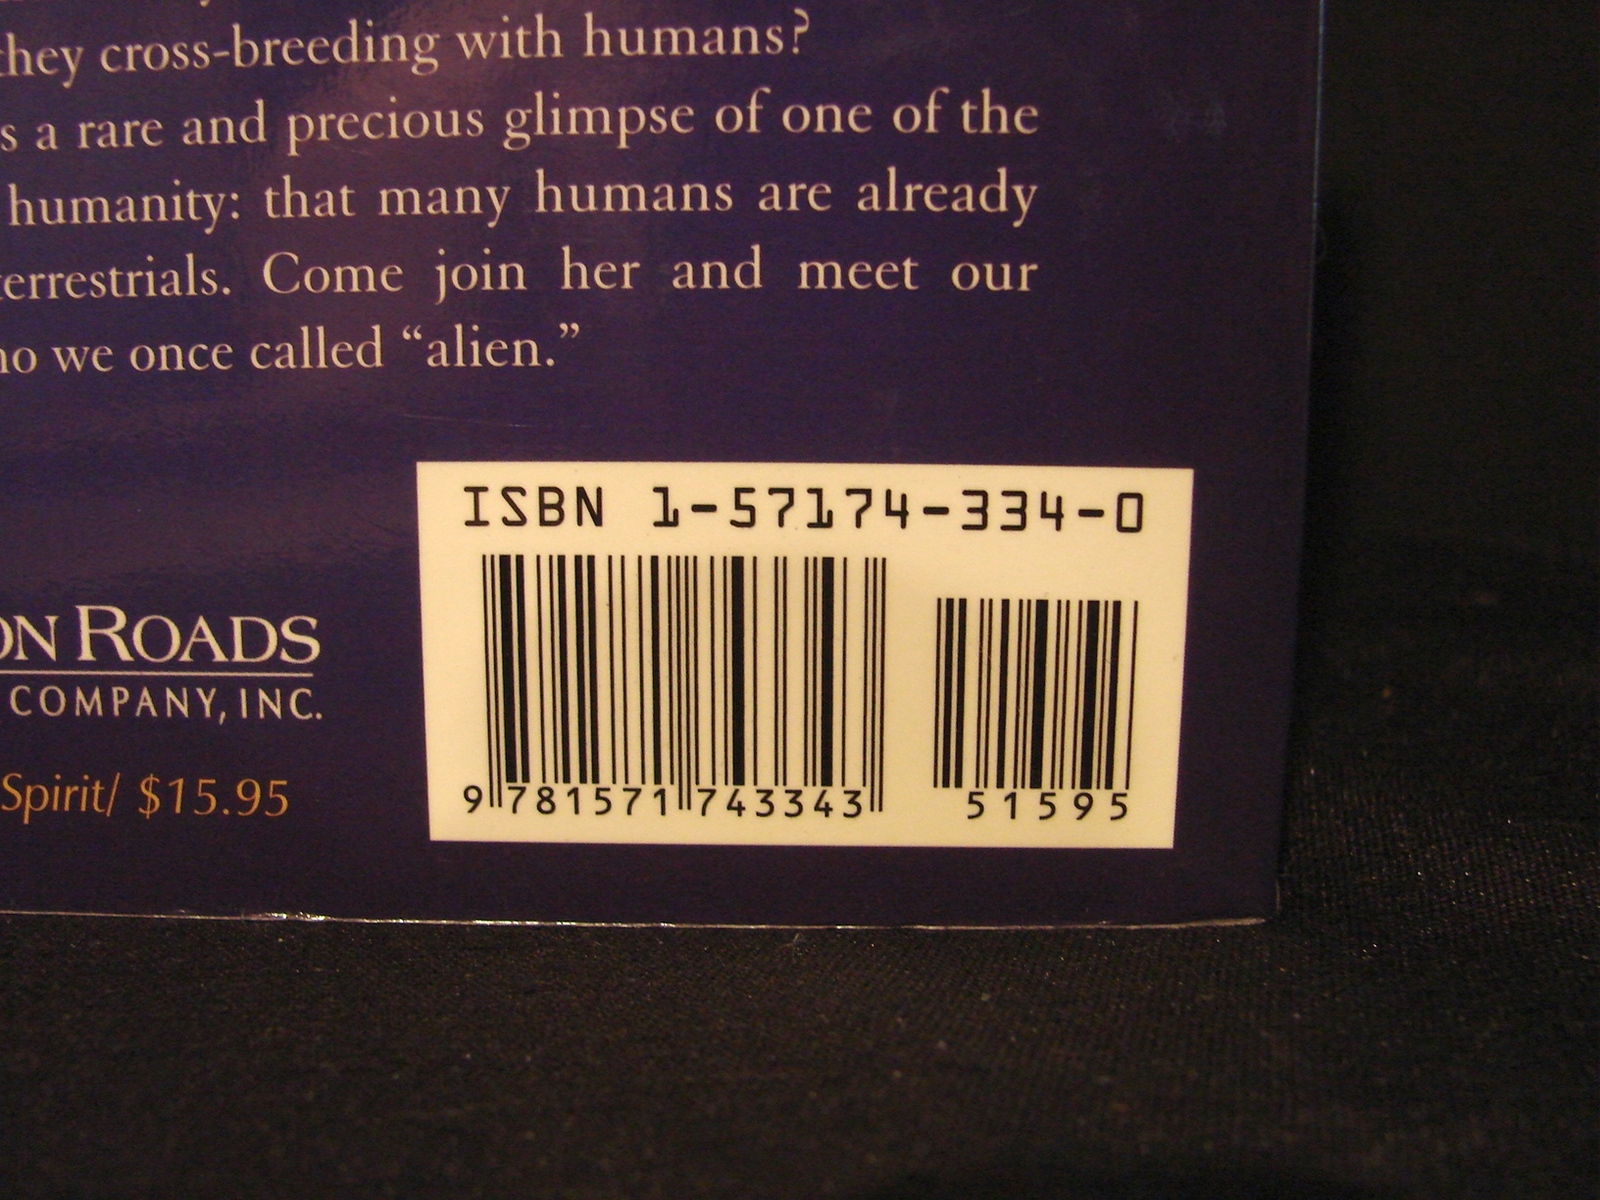 they cross-breeding with humans?
s a rare and precious glimpse of one of the
humanity: that many humans are already
terrestrials. Come join her and meet our
ho we once called “alien.”
ISBN 1-57174-334-0
ON ROADS
COMPANY, INC.
Spirit/ $15.95
9 781571 743343
51595